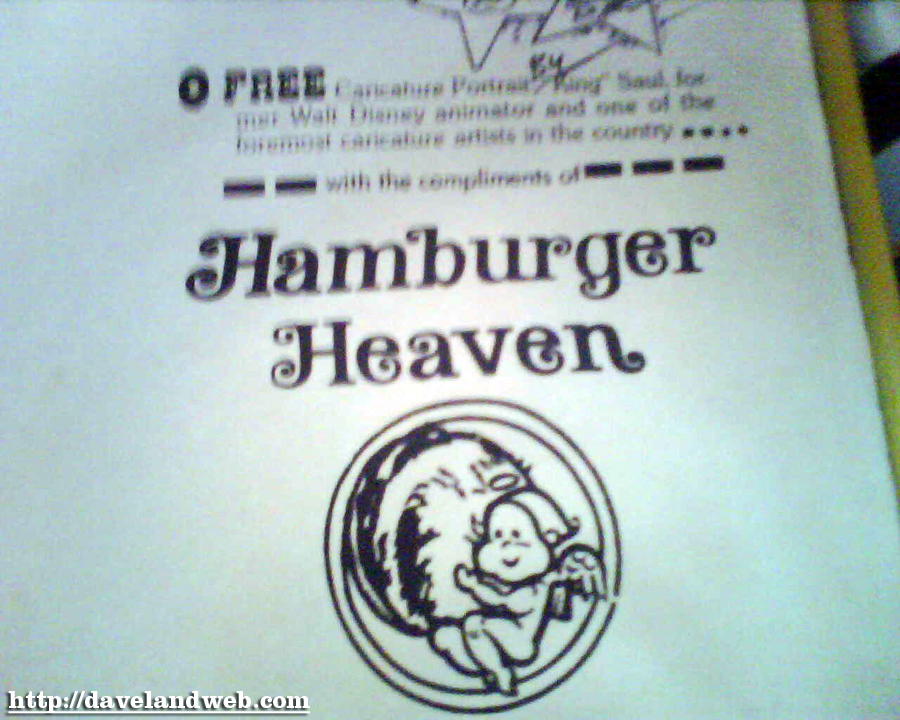 BY
FREE Caricature Portrait, "King" Saul, for
mer Walt Disney animator and one of the
foremost caricature artists in the country ....
with the compliments of
Hamburger
Heaven
http://davelandweb.com